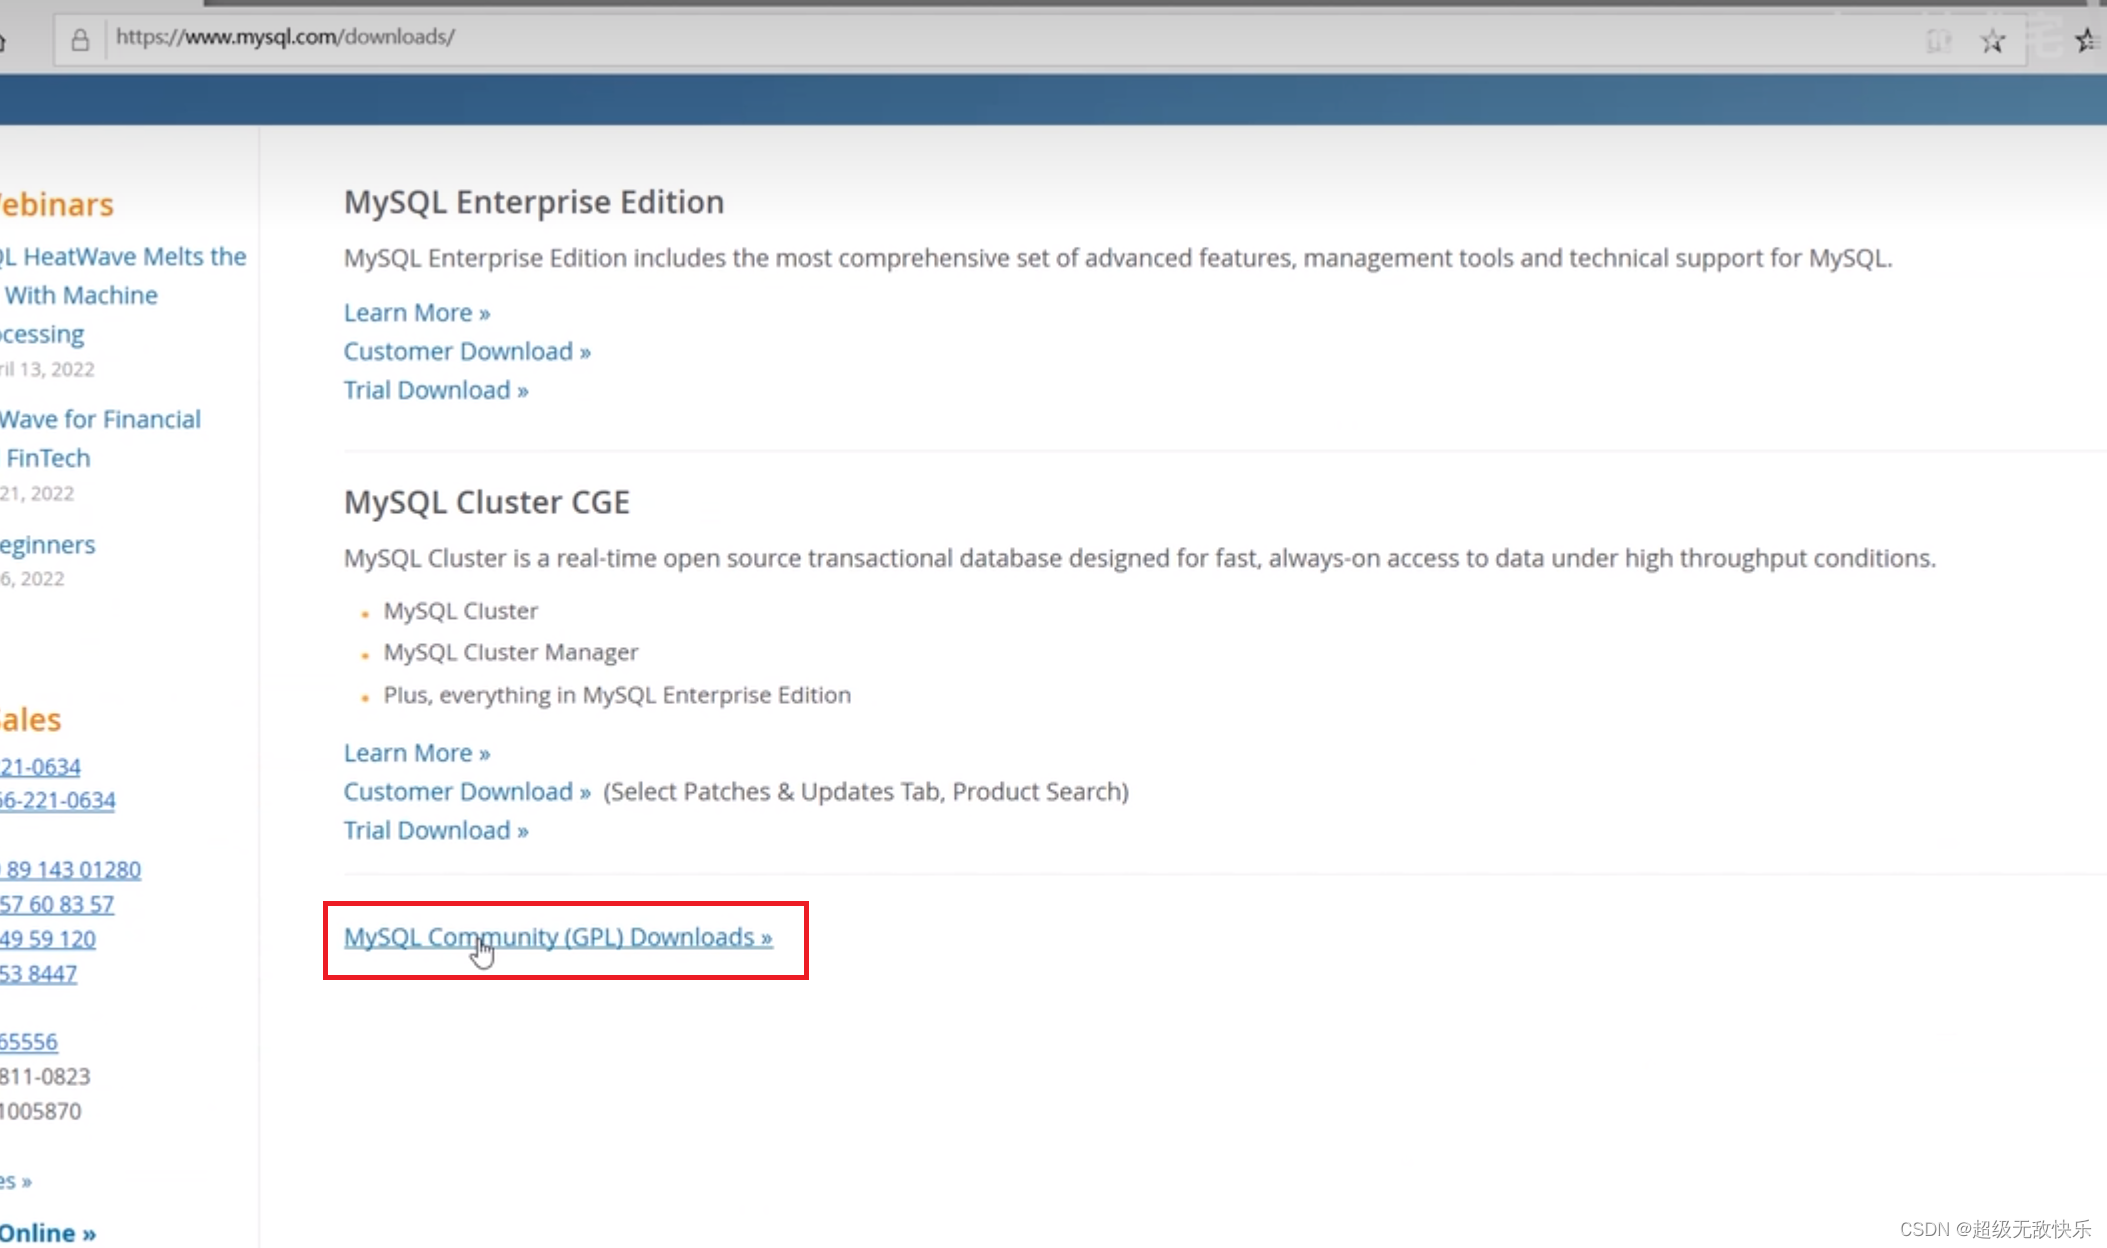 https://www.mysql.com/downloads/
ebinars
QL HeatWave Melts the
With Machine
ocessing
ril 13, 2022
Wave for Financial
FinTech
21, 2022
eginners
6, 2022
ales
21-0634
66-221-0634
89 143 01280
57 60 83 57
49 59 120
53 8447
65556
811-0823
1005870
es »
Online »
MySQL Enterprise Edition
MySQL Enterprise Edition includes the most comprehensive set of advanced features, management tools and technical support for MySQL.
Learn More »
Customer Download »
Trial Download »
MySQL Cluster CGE
MySQL Cluster is a real-time open source transactional database designed for fast, always-on access to data under high throughput conditions.
• MySQL Cluster
• MySQL Cluster Manager
• Plus, everything in MySQL Enterprise Edition
Learn More »
Customer Download » (Select Patches & Updates Tab, Product Search)
Trial Download »
MySQL Community (GPL) Downloads »
CSDN @超级无敌快乐